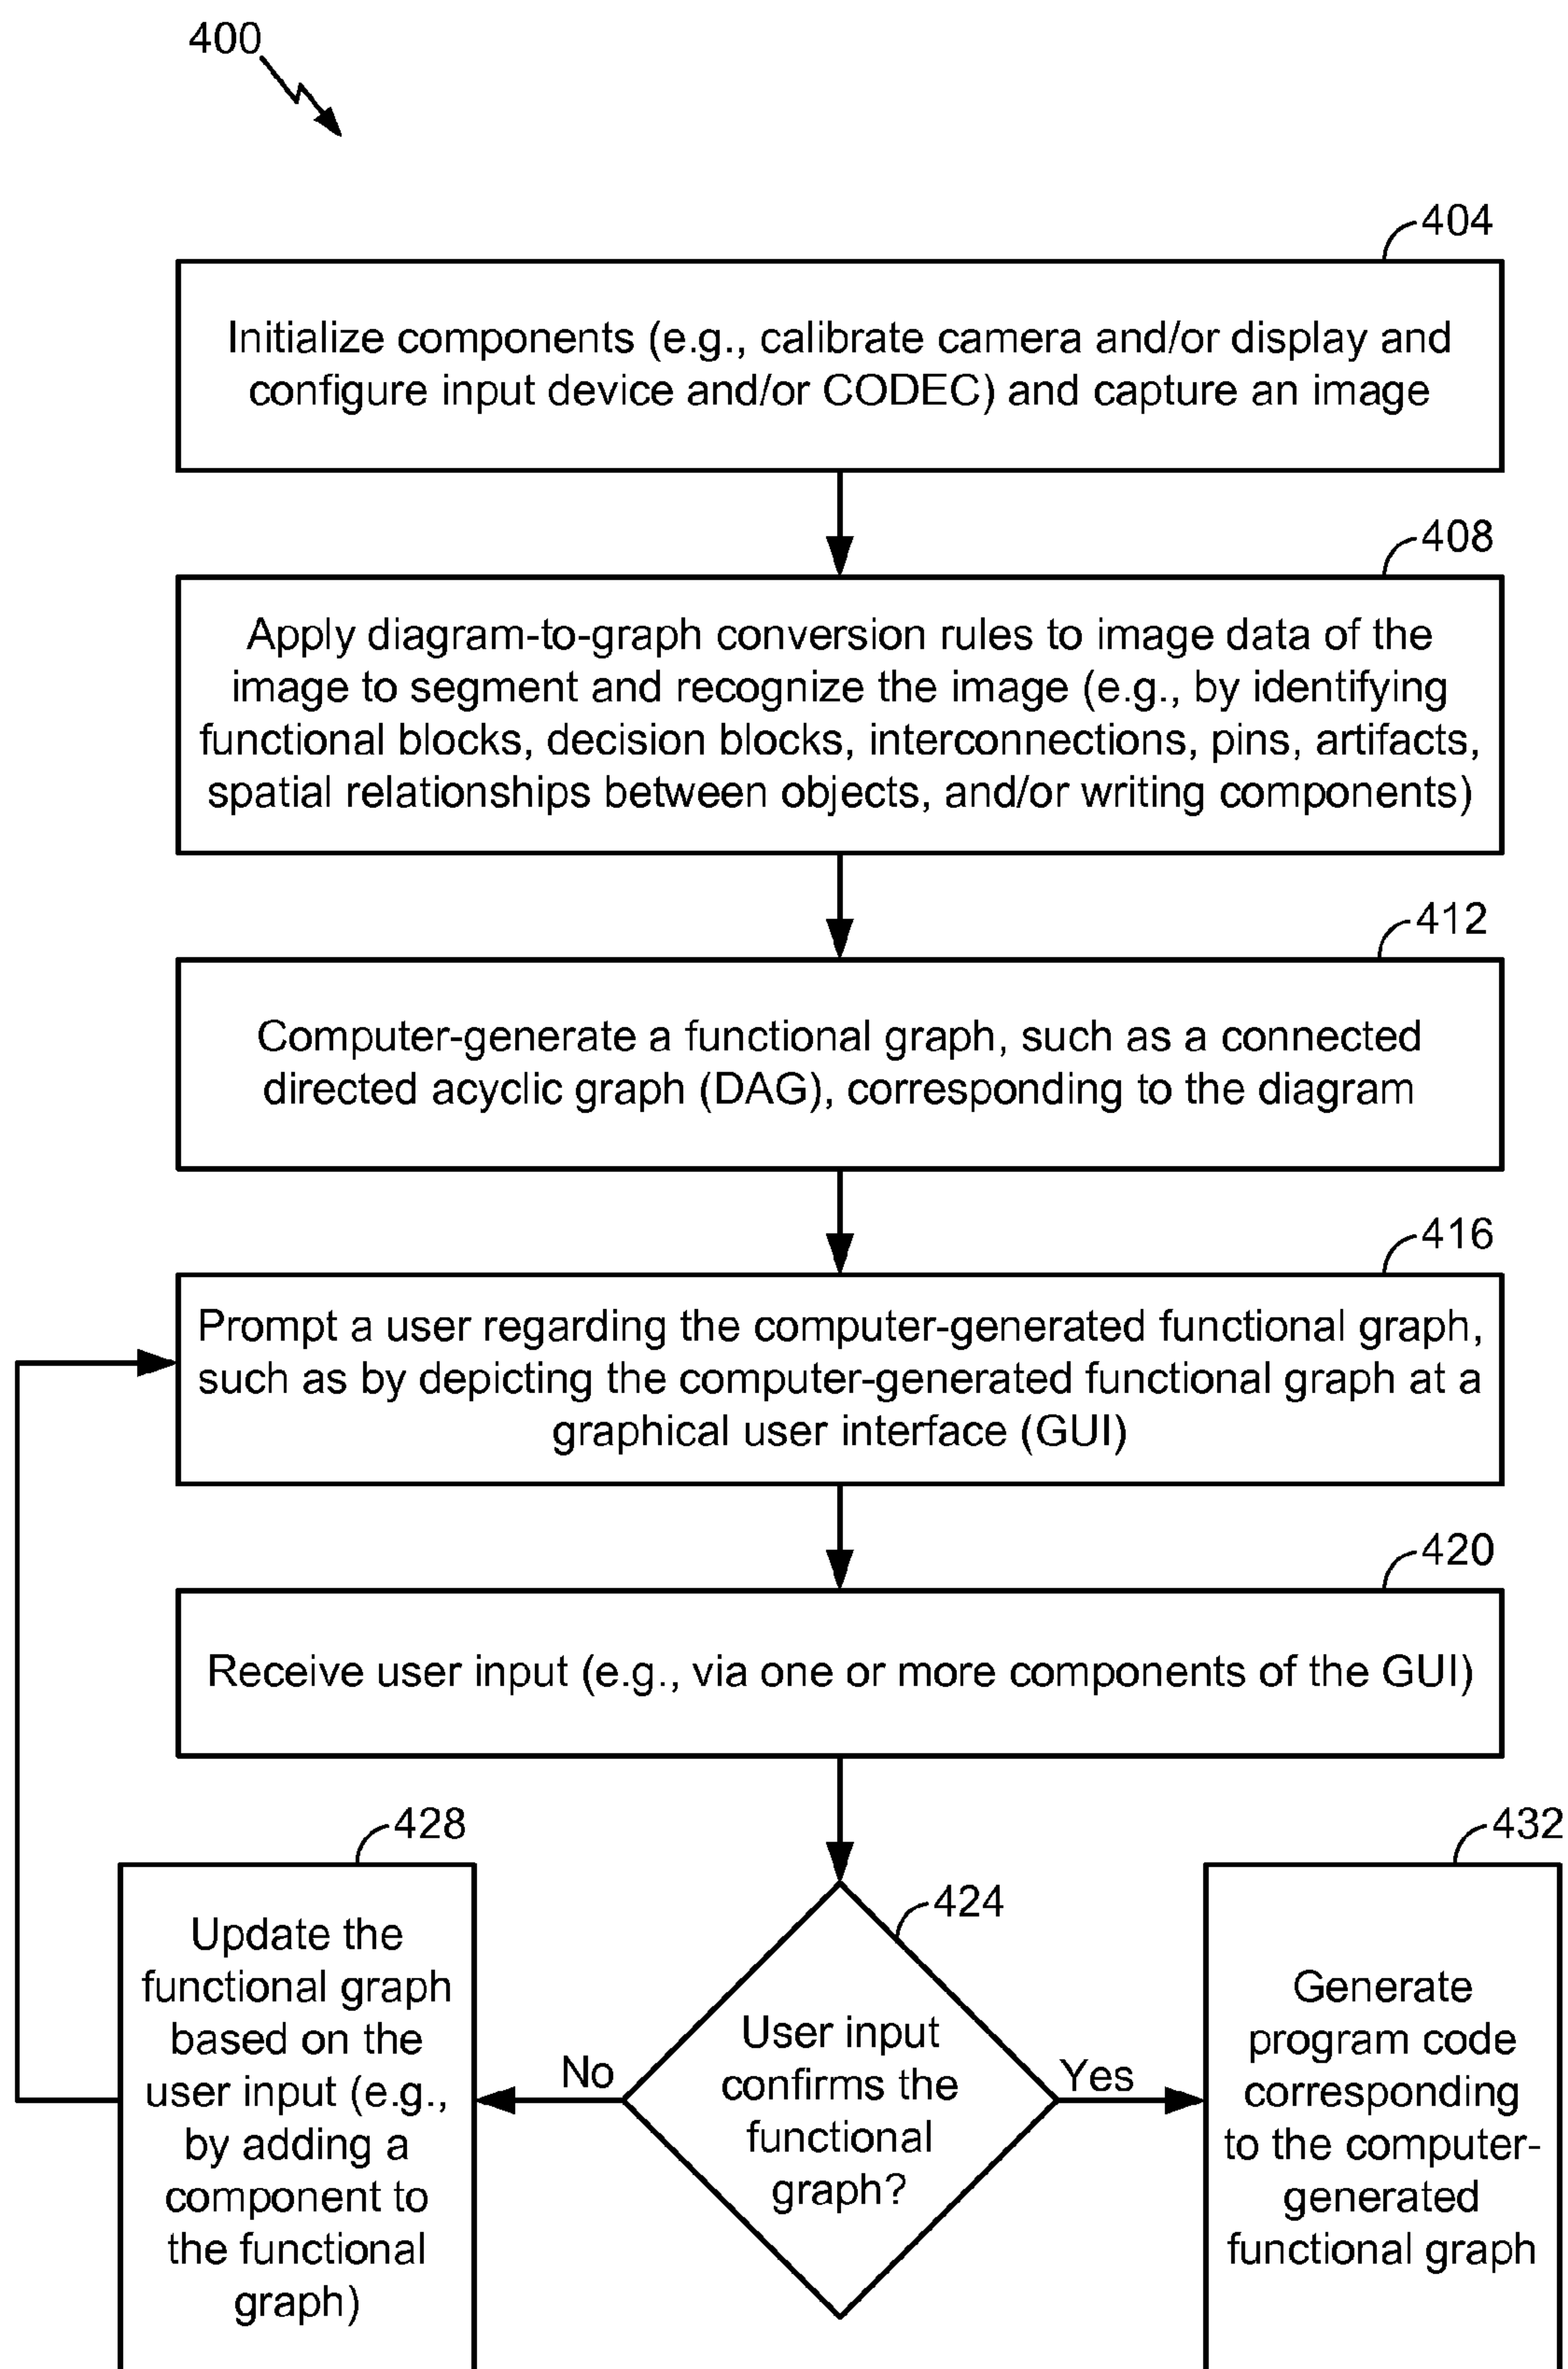 400
404
Initialize components (e.g., calibrate camera and/or display and
configure input device and/or CODEC) and capture an image
408
Apply diagram-to-graph conversion rules to image data of the
image to segment and recognize the image (e.g., by identifying
functional blocks, decision blocks, interconnections, pins, artifacts,
spatial relationships between objects, and/or writing components)
412
Computer-generate a functional graph, such as a connected
directed acyclic graph (DAG), corresponding to the diagram
416
Prompt a user regarding the computer-generated functional graph,
such as by depicting the computer-generated functional graph at a
graphical user interface (GUI)
420
Receive user input (e.g., via one or more components of the GUI)
428
Update the
functional graph
based on the
user input (e.g.,
by adding a
component to
the functional
graph)
No
424
User input
confirms the
functional
graph?
Yes
432
Generate
program code
corresponding
to the computer-
generated
functional graph